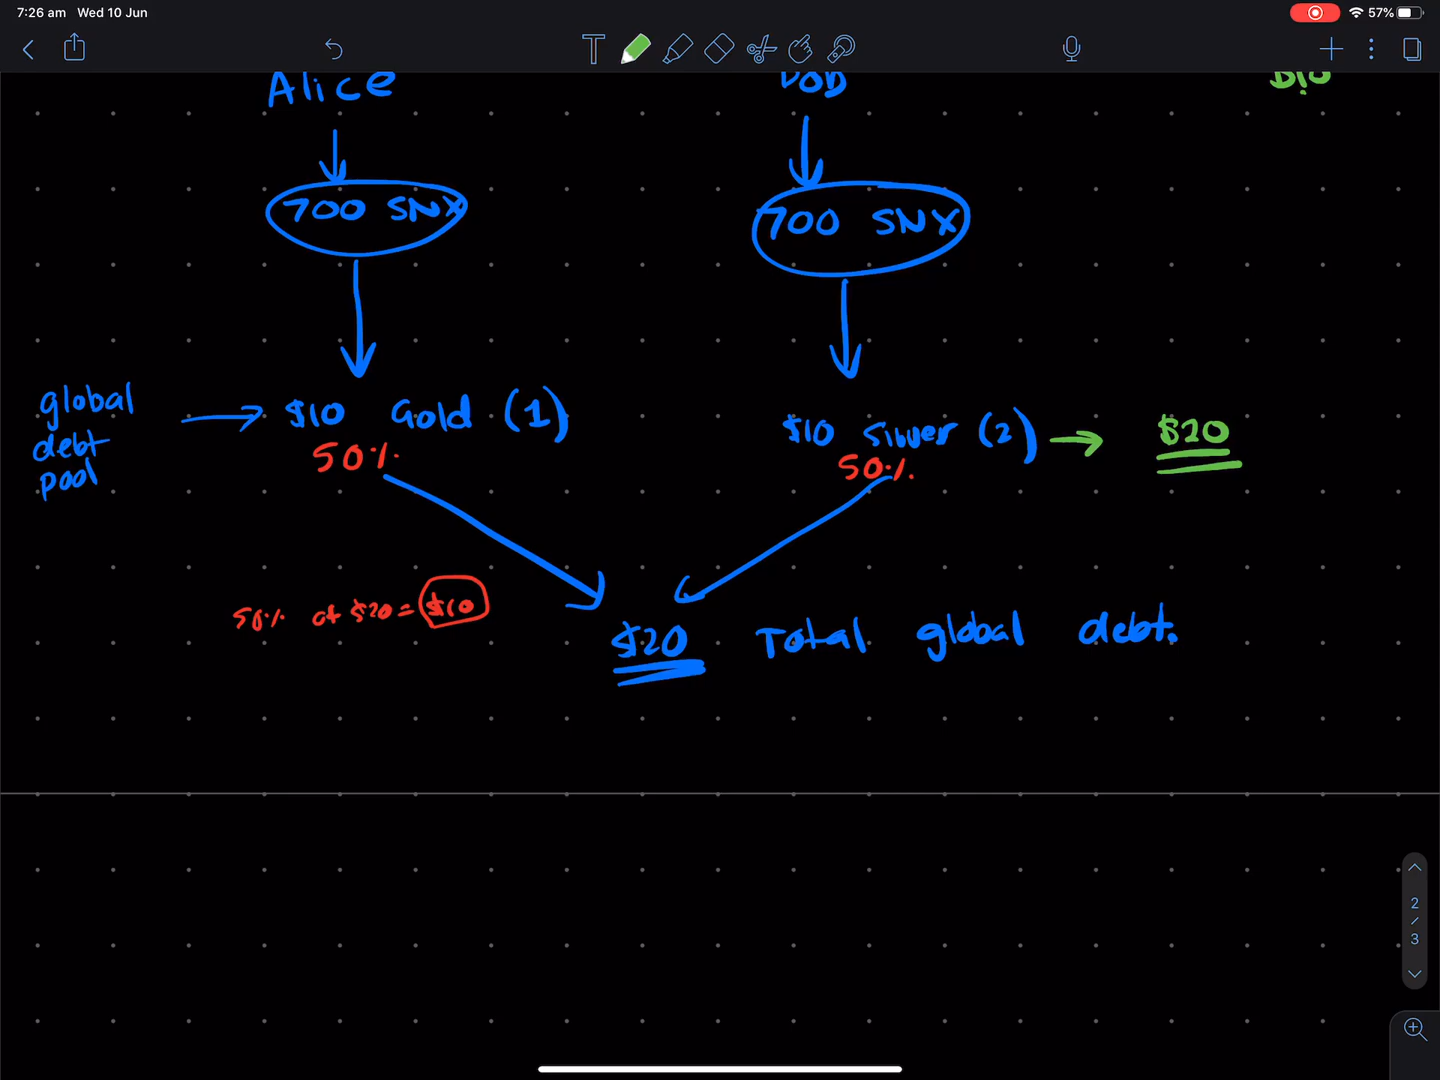 7:26 am Wed 10 Jun
57%
Alice
Bob
700 SNX
700 SNX
global
debt
pool
$10 Gold (1)
50%
$10 Silver (2)
50%
$20
50% of $20 = $10
$20 Total global debt.
2
/
3